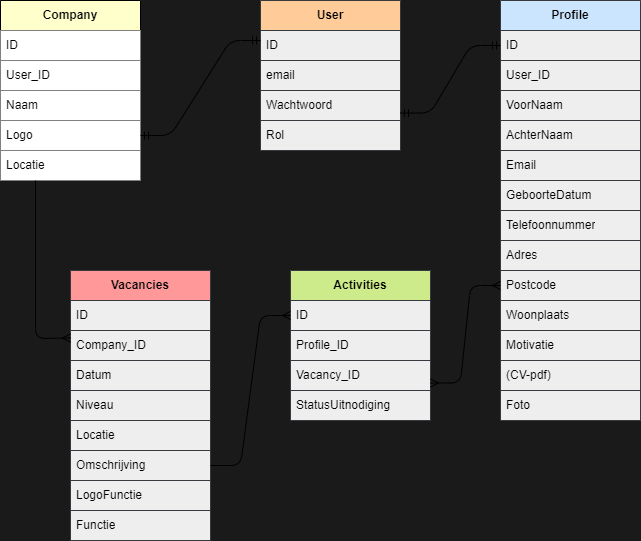 Company
ID
User_ID
Naam
Logo
Locatie
User
ID
email
Wachtwoord
Rol
Profile
ID
User_ID
VoorNaam
AchterNaam
Email
GeboorteDatum
Telefoonnummer
Adres
Postcode
Woonplaats
Motivatie
(CV-pdf)
Foto
Vacancies
ID
Company_ID
Datum
Niveau
Locatie
Omschrijving
LogoFunctie
Functie
Activities
ID
Profile_ID
Vacancy_ID
StatusUitnodiging